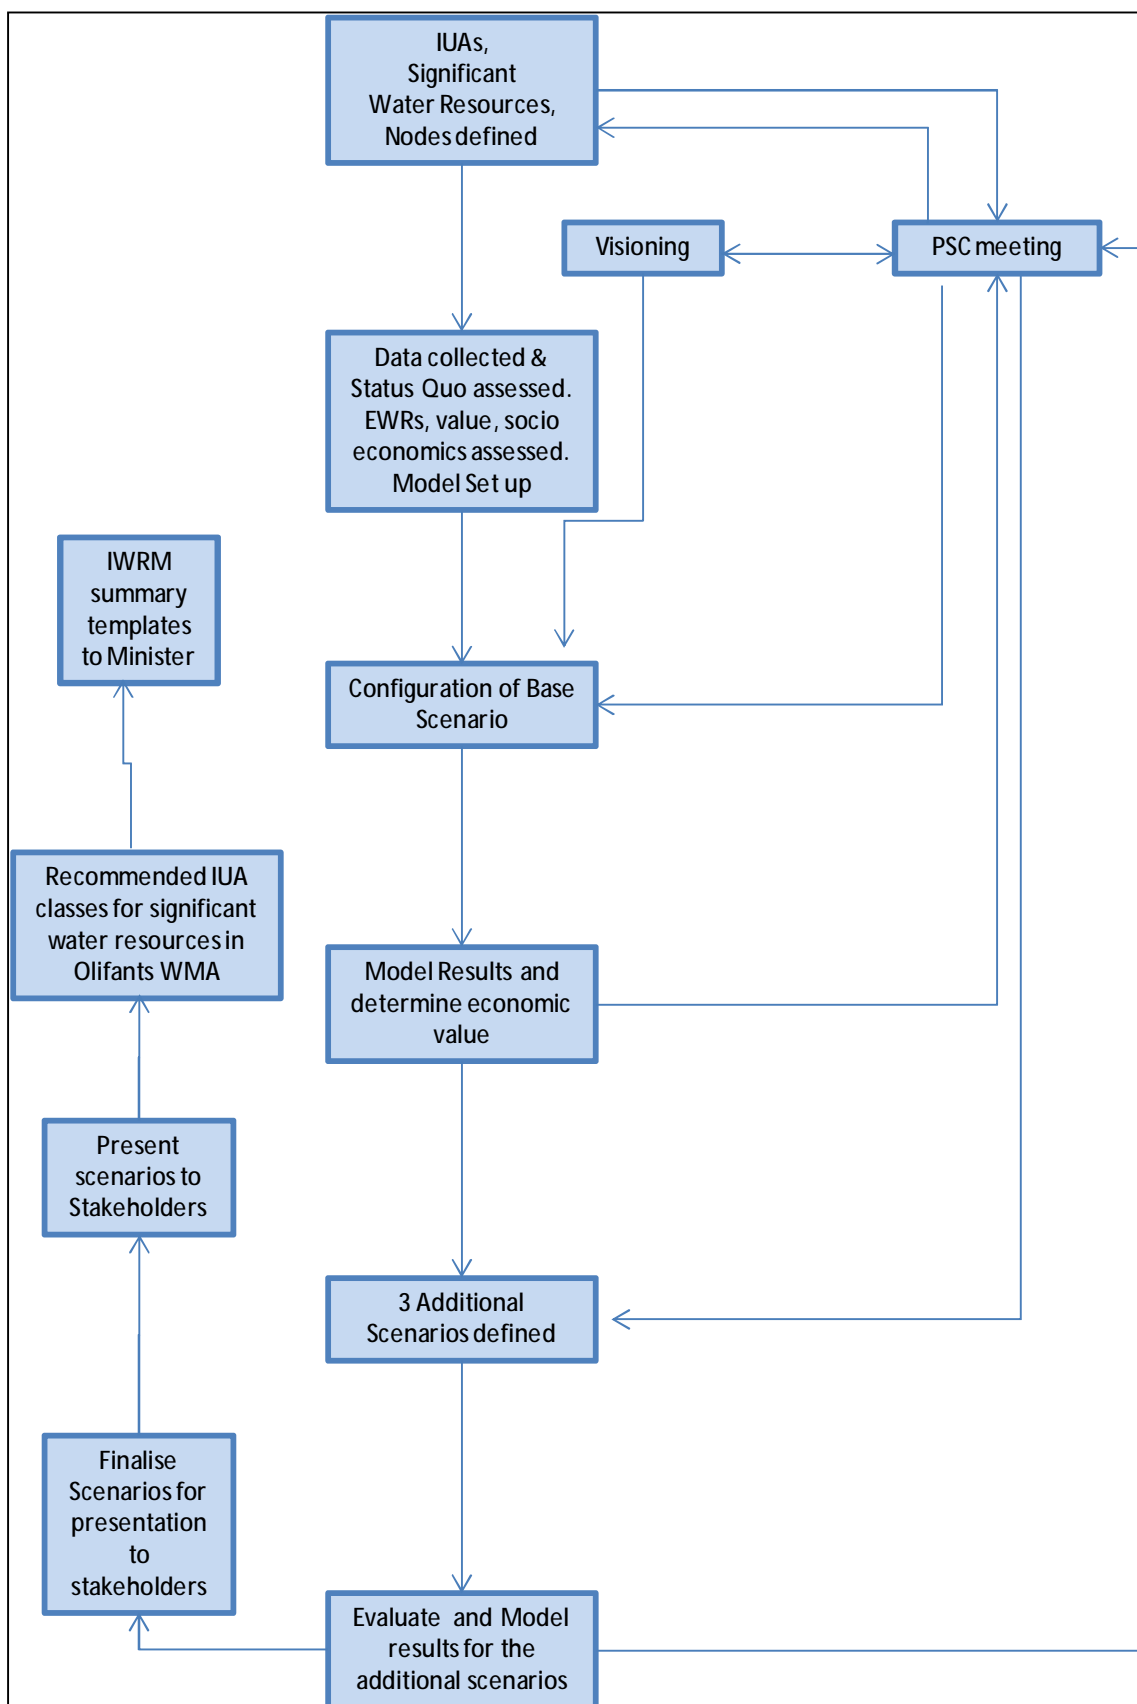 IUAs,
Significant
Water Resources,
Nodes defined
Visioning
PSC meeting
Data collected &
Status Quo assessed.
EWRs, value, socio
economics assessed.
Model Set up
IWRM
summary
templates
to Minister
Configuration of Base
Scenario
Recommended IUA
classes for significant
water resources in
Olifants WMA
Model Results and
determine economic
value
Present
scenarios to
Stakeholders
3 Additional
Scenarios defined
Finalise
Scenarios for
presentation
to
stakeholders
Evaluate and Model
results for the
additional scenarios